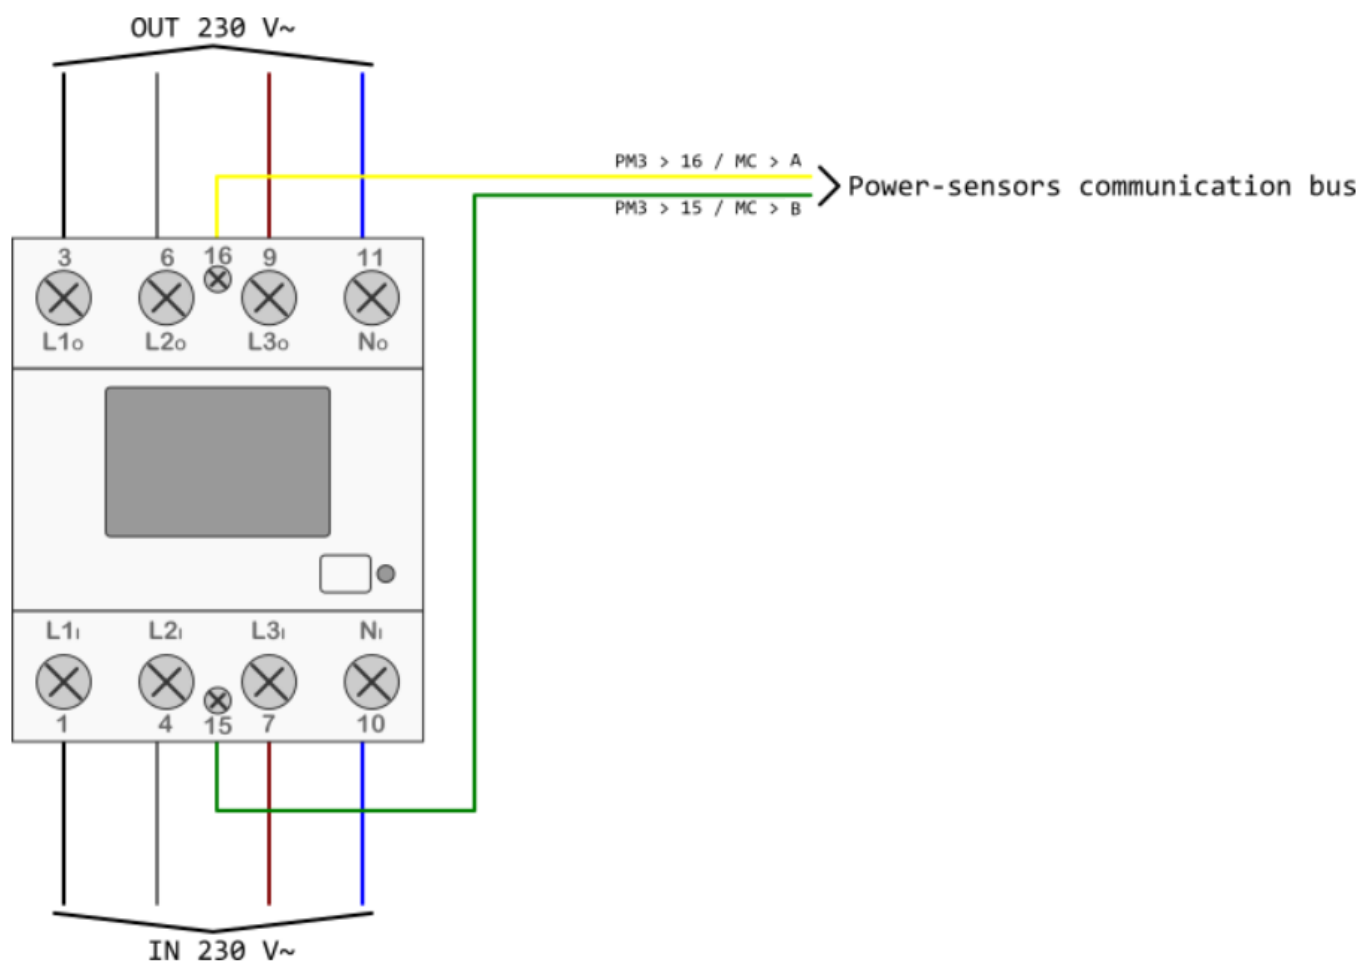 OUT 230 V~
PM3 > 16 / MC > A
Power-sensors communication bus
PM3 > 15 / MC > B
3 6 16 9 11
L1o L2o L3o No
L1I L2I L3I NI
1 4 15 7 10
IN 230 V~